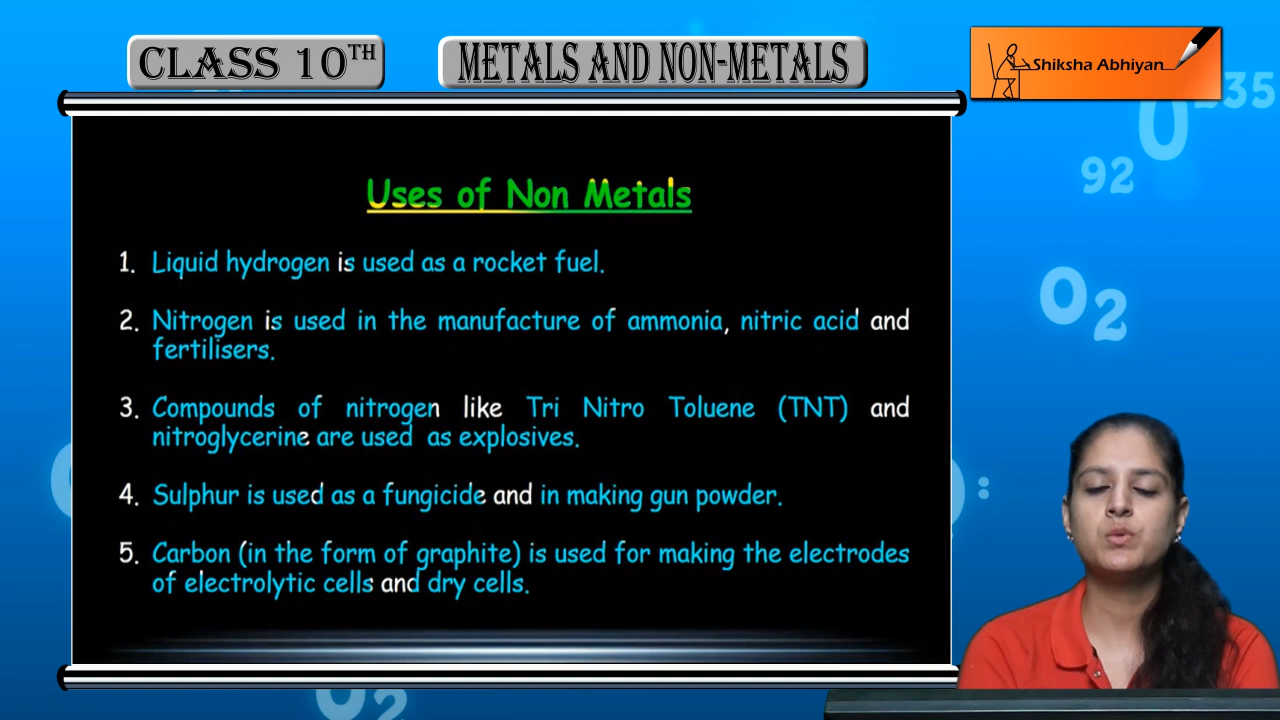 CLASS 10TH
METALS AND NON-METALS
Shiksha Abhiyan
35
0
92
O2
Uses of Non Metals
1. Liquid hydrogen is used as a rocket fuel.
2. Nitrogen is used in the manufacture of ammonia, nitric acid and
fertilisers.
3. Compounds of nitrogen like Tri Nitro Toluene (TNT) and
nitroglycerine are used as explosives.
4. Sulphur is used as a fungicide and in making gun powder.
5. Carbon (in the form of graphite) is used for making the electrodes
of electrolytic cells and dry cells.
O2